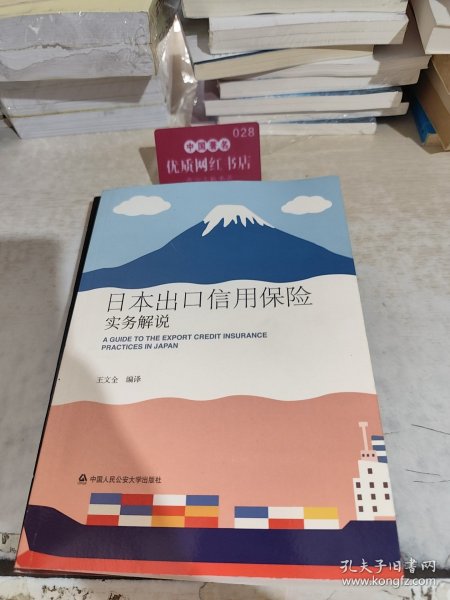 028
中国著名
优质网红书店
日本出口信用保险
实务解说
A GUIDE TO THE EXPORT CREDIT INSURANCE
PRACTICES IN JAPAN
王文全 编译
中国人民公安大学出版社
孔夫子旧书网
www.kongfz.com